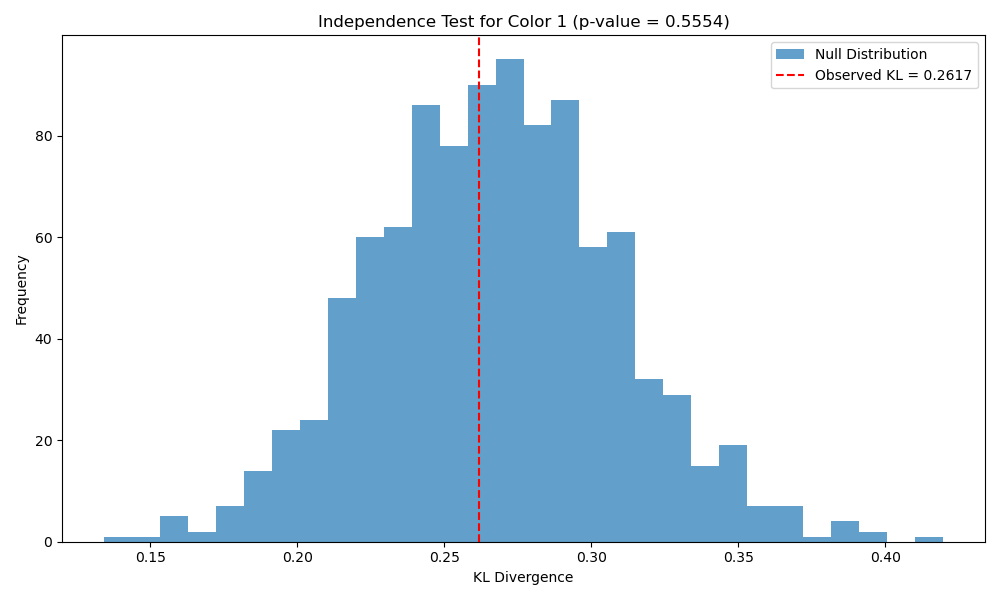 Independence Test for Color 1 (p-value = 0.5554)
Null Distribution
Observed KL = 0.2617
Frequency
80
60
40
20
0
0.15 0.20 0.25 0.30 0.35 0.40
KL Divergence